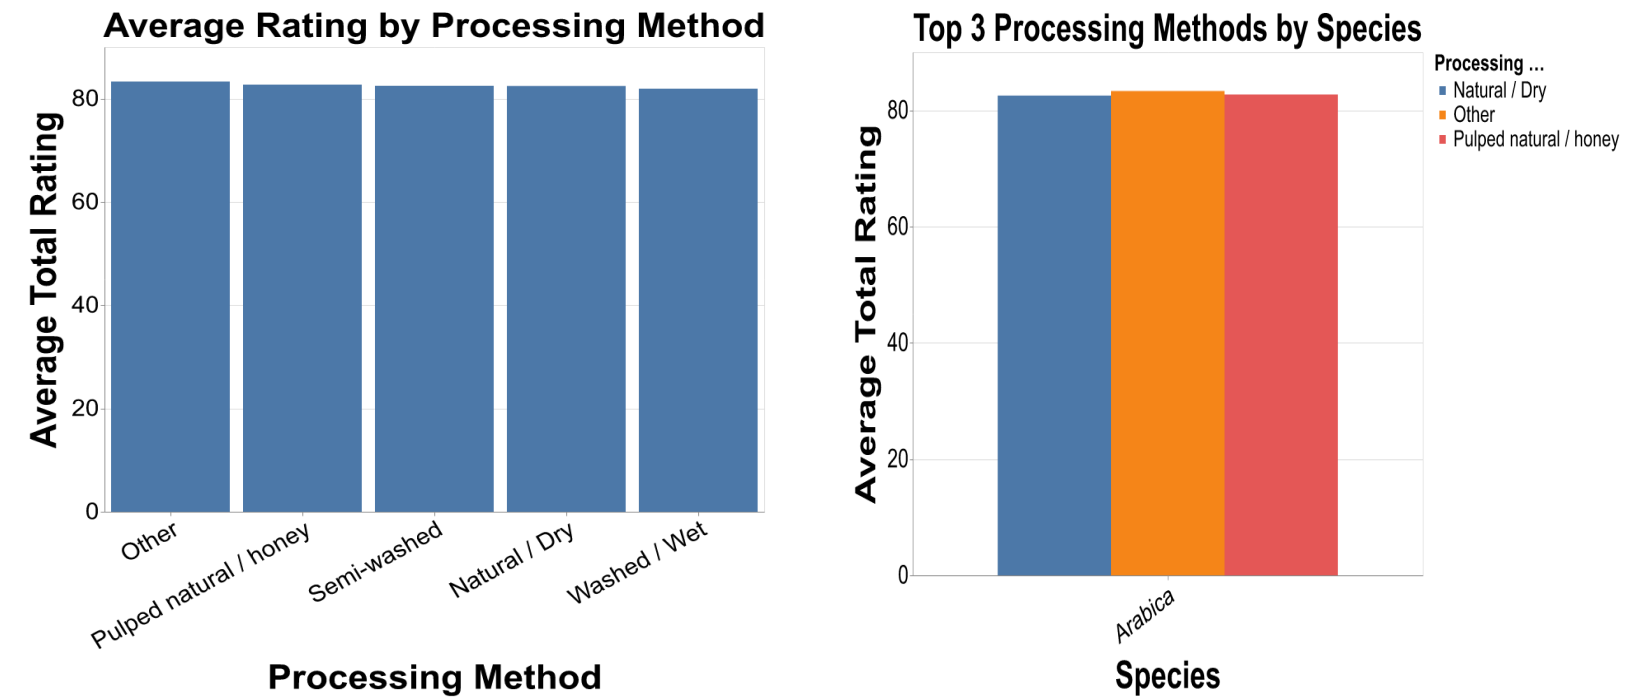 Average Rating by Processing Method
Average Total Rating
80
60
40
20
0
Other
Pulped natural / honey
Semi-washed
Natural / Dry
Washed / Wet
Processing Method
Top 3 Processing Methods by Species
Average Total Rating
80
60
40
20
0
Arabica
Species
Processing …
Natural / Dry
Other
Pulped natural / honey